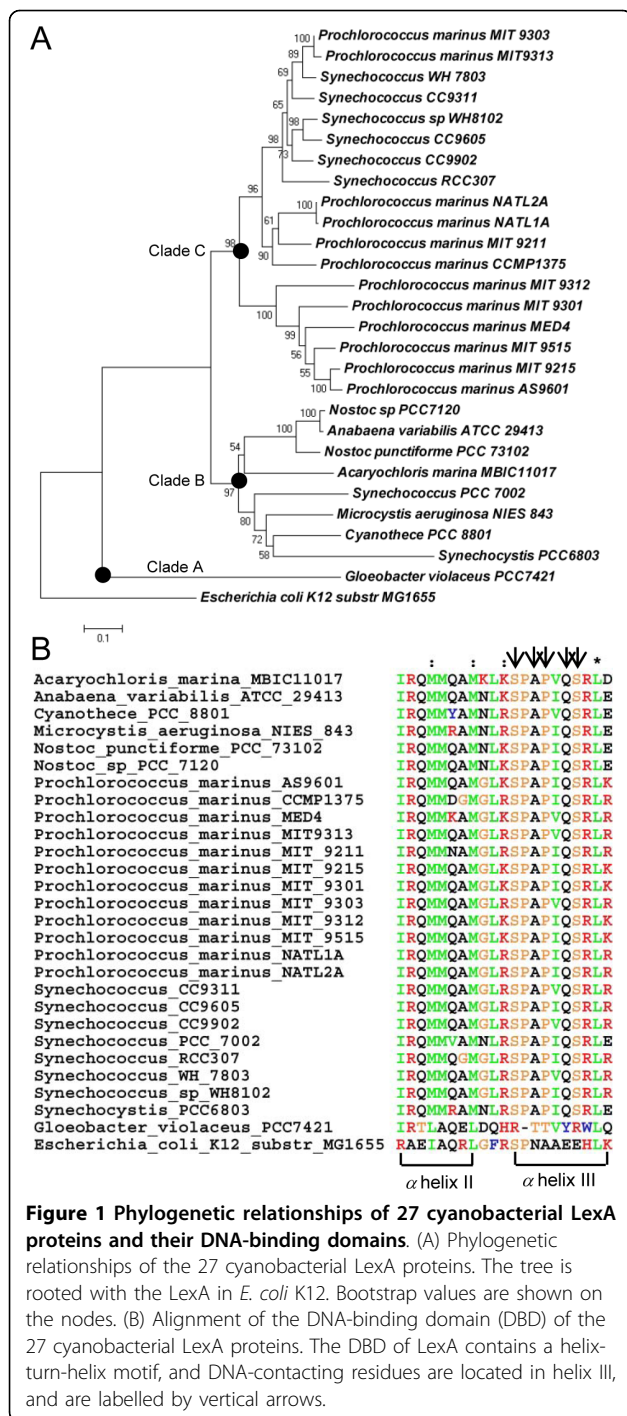 A
Prochlorococcus marinus MIT 9303
100
89
Prochlorococcus marinus MIT9313
69
Synechococcus WH 7803
65
Synechococcus CC9311
98
Synechococcus sp WH8102
98
Synechococcus CC9605
73
Synechococcus CC9902
Synechococcus RCC307
96
100
Prochlorococcus marinus NATL2A
61
Prochlorococcus marinus NATL1A
Prochlorococcus marinus MIT 9211
90
Clade C
98
Prochlorococcus marinus CCMP1375
Prochlorococcus marinus MIT 9312
100
Prochlorococcus marinus MIT 9301
99
Prochlorococcus marinus MED4
56
Prochlorococcus marinus MIT 9515
55
Prochlorococcus marinus MIT 9215
100
Prochlorococcus marinus AS9601
Nostoc sp PCC7120
100
100
Anabaena variabilis ATCC 29413
54
Nostoc punctiforme PCC 73102
Clade B
Acaryochloris marina MBIC11017
97
Synechococcus PCC 7002
80
Microcystis aeruginosa NIES 843
72
Cyanothece PCC 8801
58
Synechocystis PCC6803
Clade A
Gloeobacter violaceus PCC7421
Escherichia coli K12 substr MG1655
0.1
B
: : : *
Acaryochloris_marina_MBIC11017 IRQMMQAMKLKSPAPVQSRLD
Anabaena_variabilis_ATCC_29413 IRQMMQAMNLKSPAPIQSRLE
Cyanothece_PCC_8801 IRQMMYAMNLRSPAPIQSRLE
Microcystis_aeruginosa_NIES_843 IRQMMRAMNLRSPAPIQSRLE
Nostoc_punctiforme_PCC_73102 IRQMMQAMNLKSPAPIQSRLE
Nostoc_sp_PCC_7120 IRQMMQAMNLKSPAPIQSRLE
Prochlorococcus_marinus_AS9601 IRQMMQAMGLKSPAPIQSRLK
Prochlorococcus_marinus_CCMP1375 IRQMMDGMGLRSPAPIQSRLR
Prochlorococcus_marinus_MED4 IRQMMKAMGLKSPAPVQSRLK
Prochlorococcus_marinus_MIT9313 IRQMMQAMGLRSPAPVQSRLR
Prochlorococcus_marinus_MIT_9211 IRQMMNAMGLRSPAPIQSRLK
Prochlorococcus_marinus_MIT_9215 IRQMMQAMGLKSPAPIQSRLK
Prochlorococcus_marinus_MIT_9301 IRQMMQAMGLKSPAPIQSRLK
Prochlorococcus_marinus_MIT_9303 IRQMMQAMGLRSPAPVQSRLR
Prochlorococcus_marinus_MIT_9312 IRQMMQAMGLKSPAPIQSRLK
Prochlorococcus_marinus_MIT_9515 IRQMMQAMGLKSPAPIQSRLK
Prochlorococcus_marinus_NATL1A IRQMMQAMGLRSPAPIQSRLR
Prochlorococcus_marinus_NATL2A IRQMMQAMGLRSPAPIQSRLR
Synechococcus_CC9311 IRQMMQAMGLRSPAPIQSRLR
Synechococcus_CC9605 IRQMMQAMGLRSPAPIQSRLR
Synechococcus_CC9902 IRQMMQAMGLRSPAPIQSRLR
Synechococcus_PCC_7002 IRQMMVAMNLRSPAPIQSRLE
Synechococcus_RCC307 IRQMMQGMGLRSPAPIQSRLR
Synechococcus_WH_7803 IRQMMQAMGLRSPAPVQSRLR
Synechococcus_sp_WH8102 IRQMMQAMGLRSPAPIQSRLR
Synechocystis_PCC6803 IRQMMRAMNLRSPAPIQSRLE
Gloeobacter_violaceus_PCC7421 IRTLAQELDQHR-TTVYRWLQ
Escherichia_coli_K12_substr_MG1655 RAEIAQRLGFRSPNAAEEHLK
α helix II α helix III
Figure 1 Phylogenetic relationships of 27 cyanobacterial LexA
proteins and their DNA-binding domains. (A) Phylogenetic
relationships of the 27 cyanobacterial LexA proteins. The tree is
rooted with the LexA in E. coli K12. Bootstrap values are shown on
the nodes. (B) Alignment of the DNA-binding domain (DBD) of the
27 cyanobacterial LexA proteins. The DBD of LexA contains a helix-
turn-helix motif, and DNA-contacting residues are located in helix III,
and are labelled by vertical arrows.